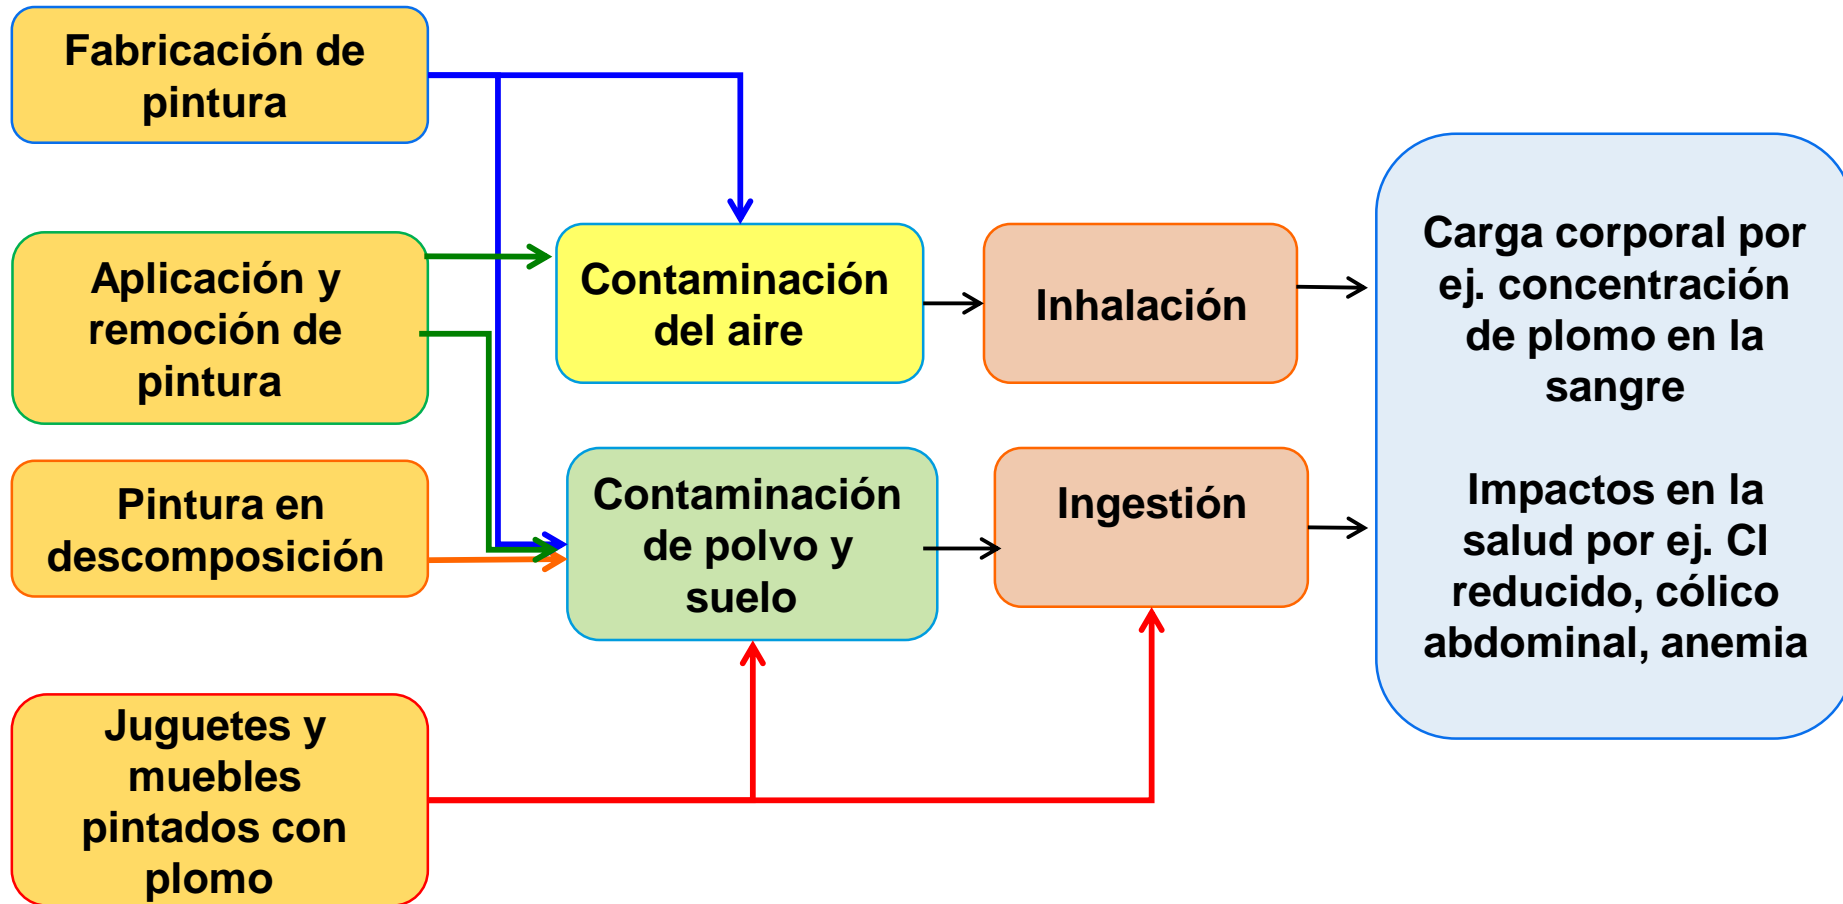 Fabricación de
pintura
Aplicación y
remoción de
pintura
Pintura en
descomposición
Juguetes y
muebles
pintados con
plomo
Contaminación
del aire
Contaminación
de polvo y
suelo
Inhalación
Ingestión
Carga corporal por
ej. concentración
de plomo en la
sangre
Impactos en la
salud por ej. CI
reducido, cólico
abdominal, anemia